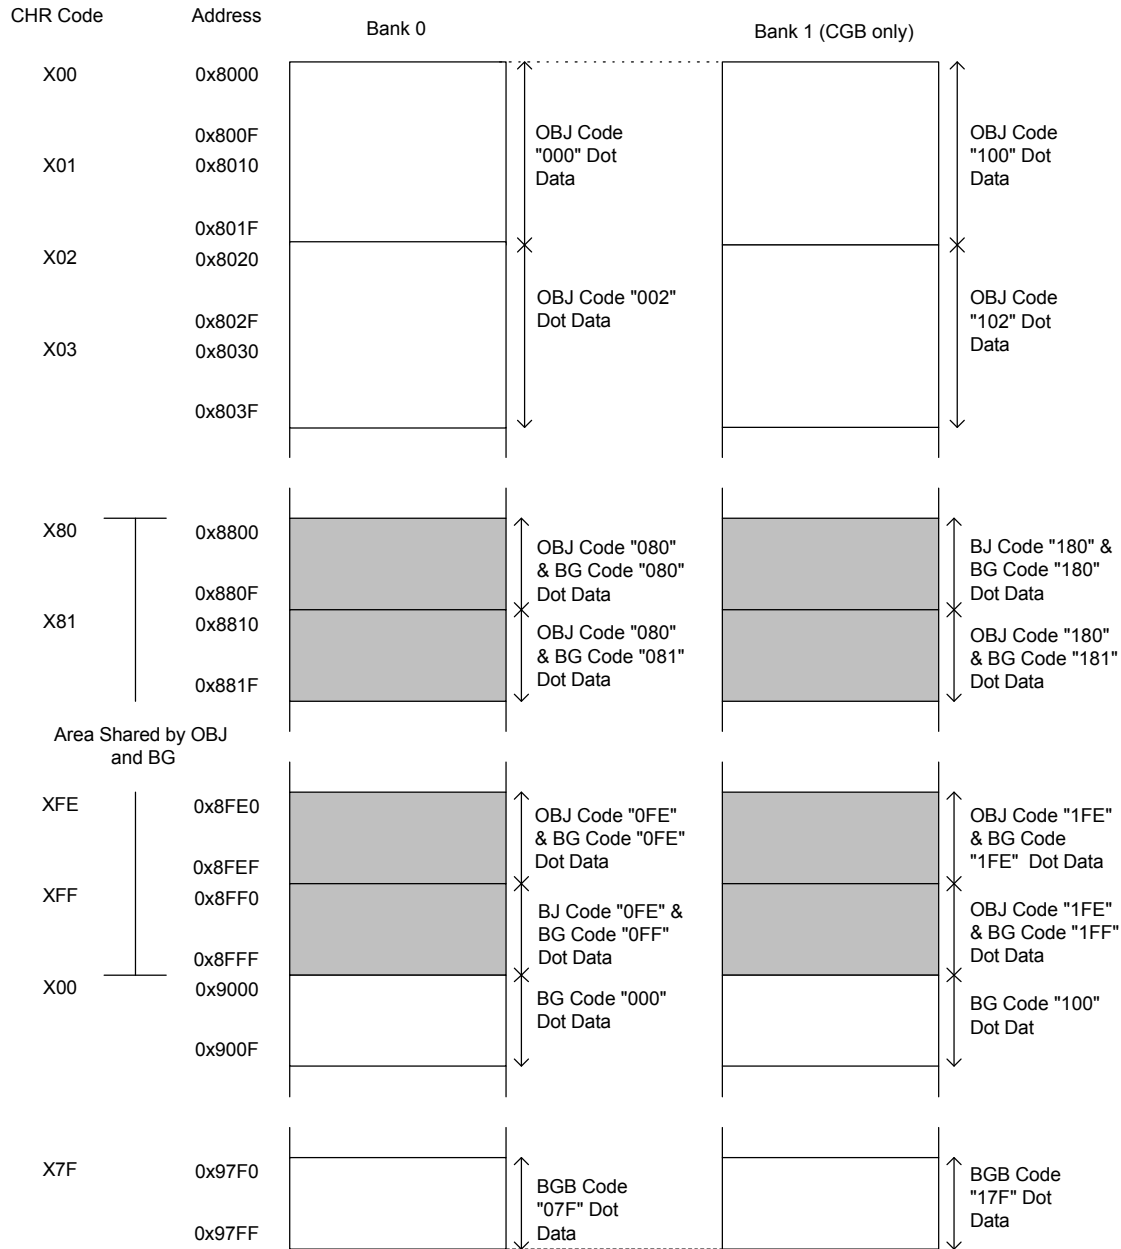 CHR Code
Address
Bank 0
Bank 1 (CGB only)
X00
0x8000
0x800F
X01
0x8010
0x801F
OBJ Code
"000" Dot
Data
OBJ Code
"100" Dot
Data
X02
0x8020
0x802F
X03
0x8030
0x803F
OBJ Code "002"
Dot Data
OBJ Code
"102" Dot
Data
X80
0x8800
0x880F
OBJ Code "080"
& BG Code "080"
Dot Data
BJ Code "180" &
BG Code "180"
Dot Data
X81
0x8810
0x881F
OBJ Code "080"
& BG Code "081"
Dot Data
OBJ Code "180"
& BG Code "181"
Dot Data
Area Shared by OBJ
and BG
XFE
0x8FE0
0x8FEF
OBJ Code "0FE"
& BG Code "0FE"
Dot Data
OBJ Code "1FE"
& BG Code
"1FE" Dot Data
XFF
0x8FF0
0x8FFF
BJ Code "0FE" &
BG Code "0FF"
Dot Data
OBJ Code "1FE"
& BG Code "1FF"
Dot Data
X00
0x9000
0x900F
BG Code "000"
Dot Data
BG Code "100"
Dot Dat
X7F
0x97F0
0x97FF
BGB Code
"07F" Dot
Data
BGB Code
"17F" Dot
Data